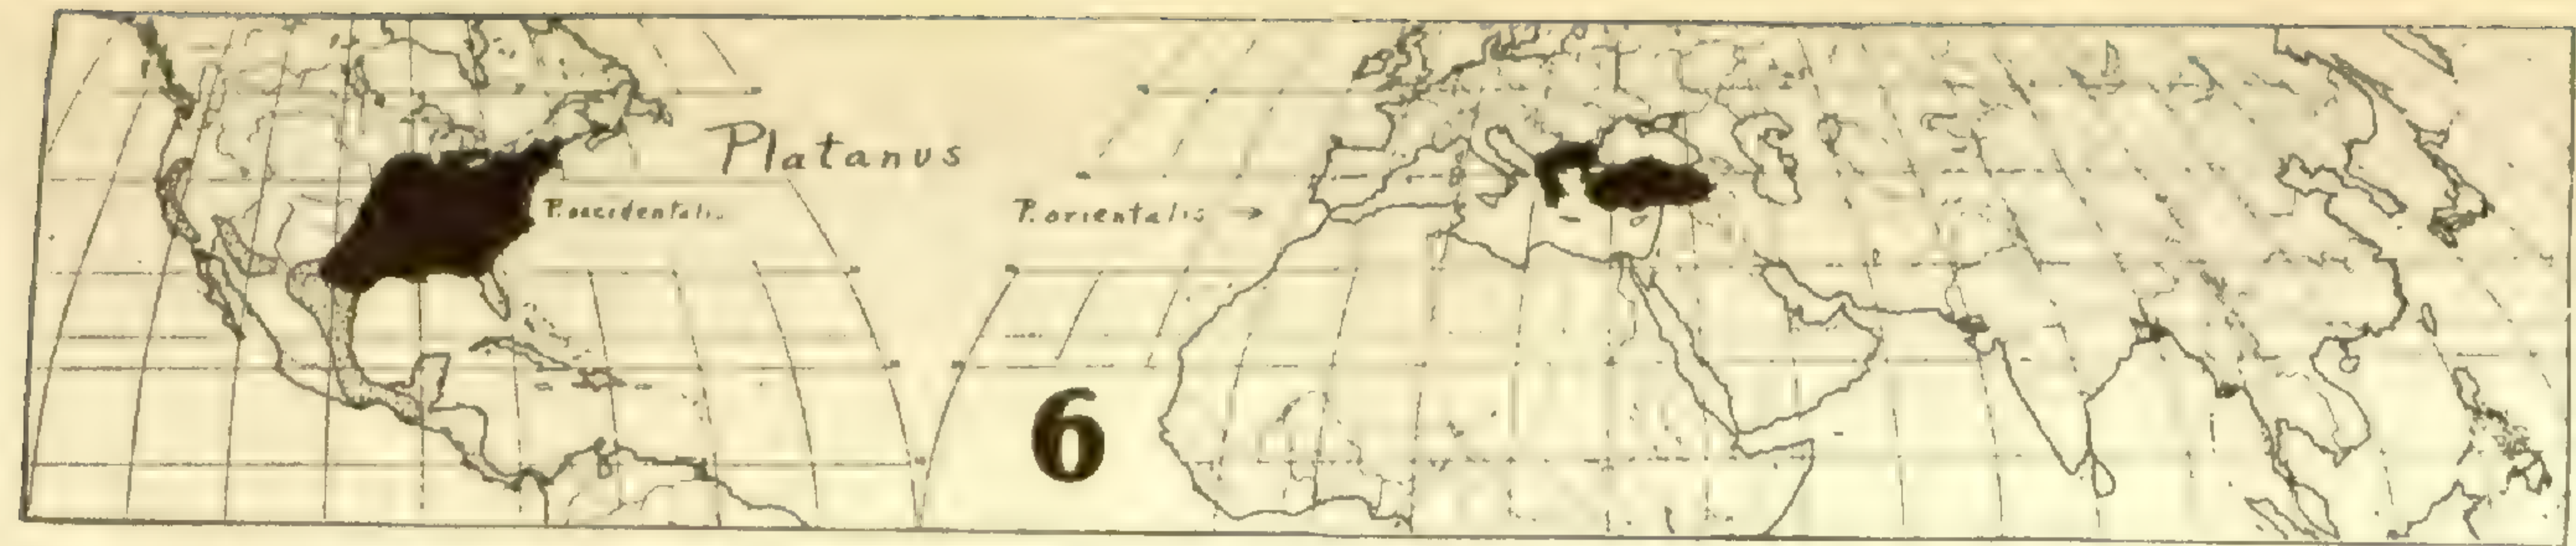 Platanus
P. occidentalis
P. orientalis →
6